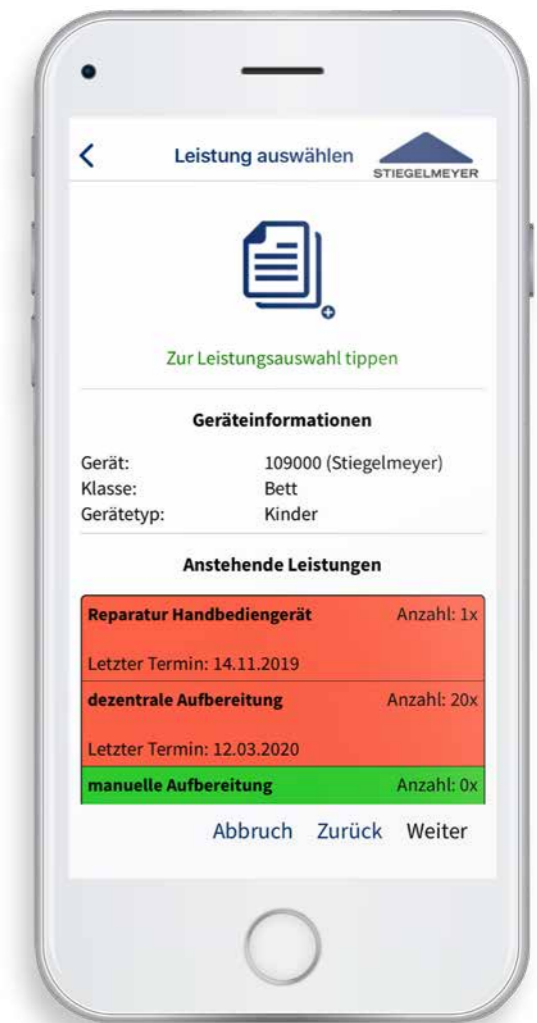 Leistung auswählen
STIEGELMEYER
Zur Leistungsauswahl tippen
Geräteinformationen
Gerät: 109000 (Stiegelmeyer)
Klasse: Bett
Gerätetyp: Kinder
Anstehende Leistungen
Reparatur Handbediengerät Anzahl: 1x
Letzter Termin: 14.11.2019
dezentrale Aufbereitung Anzahl: 20x
Letzter Termin: 12.03.2020
manuelle Aufbereitung Anzahl: 0x
Abbruch Zurück Weiter